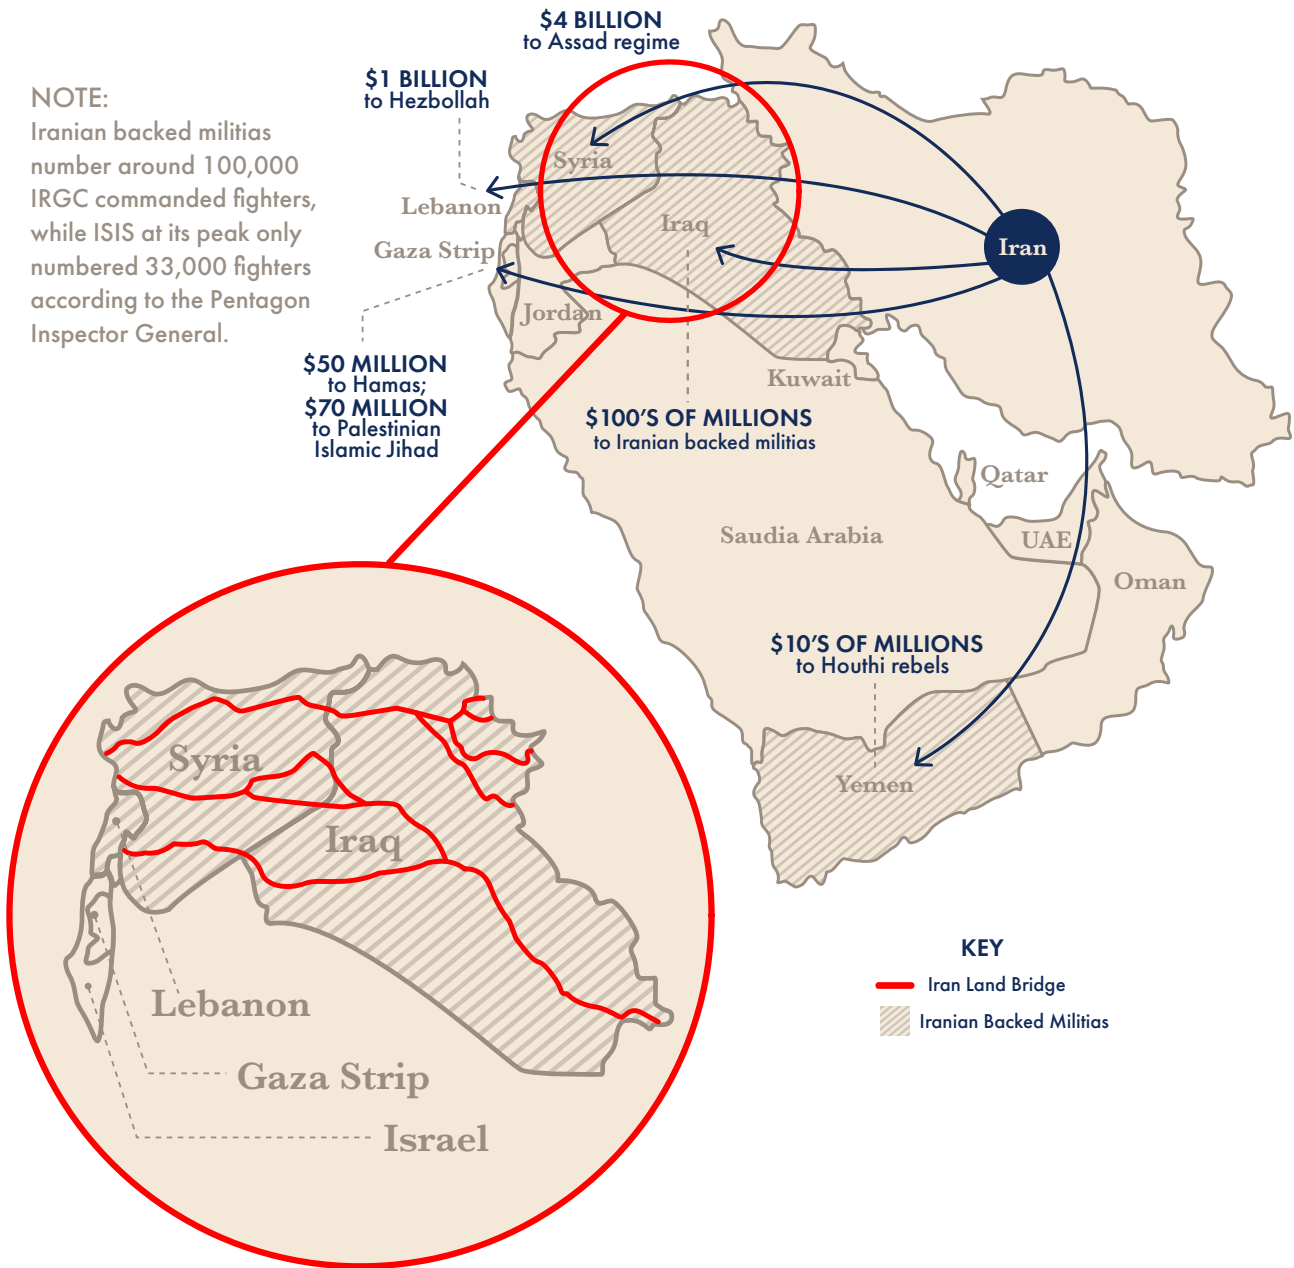 $4 BILLION
to Assad regime
$1 BILLION
to Hezbollah
NOTE:
Iranian backed militias
number around 100,000
IRGC commanded fighters,
while ISIS at its peak only
numbered 33,000 fighters
according to the Pentagon
Inspector General.
Syria
Lebanon
Iraq
Iran
Gaza Strip
Jordan
$50 MILLION
to Hamas;
$70 MILLION
to Palestinian
Islamic Jihad
Kuwait
$100'S OF MILLIONS
to Iranian backed militias
Qatar
Saudia Arabia
UAE
Oman
$10'S OF MILLIONS
to Houthi rebels
Yemen
Syria
Iraq
Lebanon
Gaza Strip
Israel
KEY
Iran Land Bridge
Iranian Backed Militias